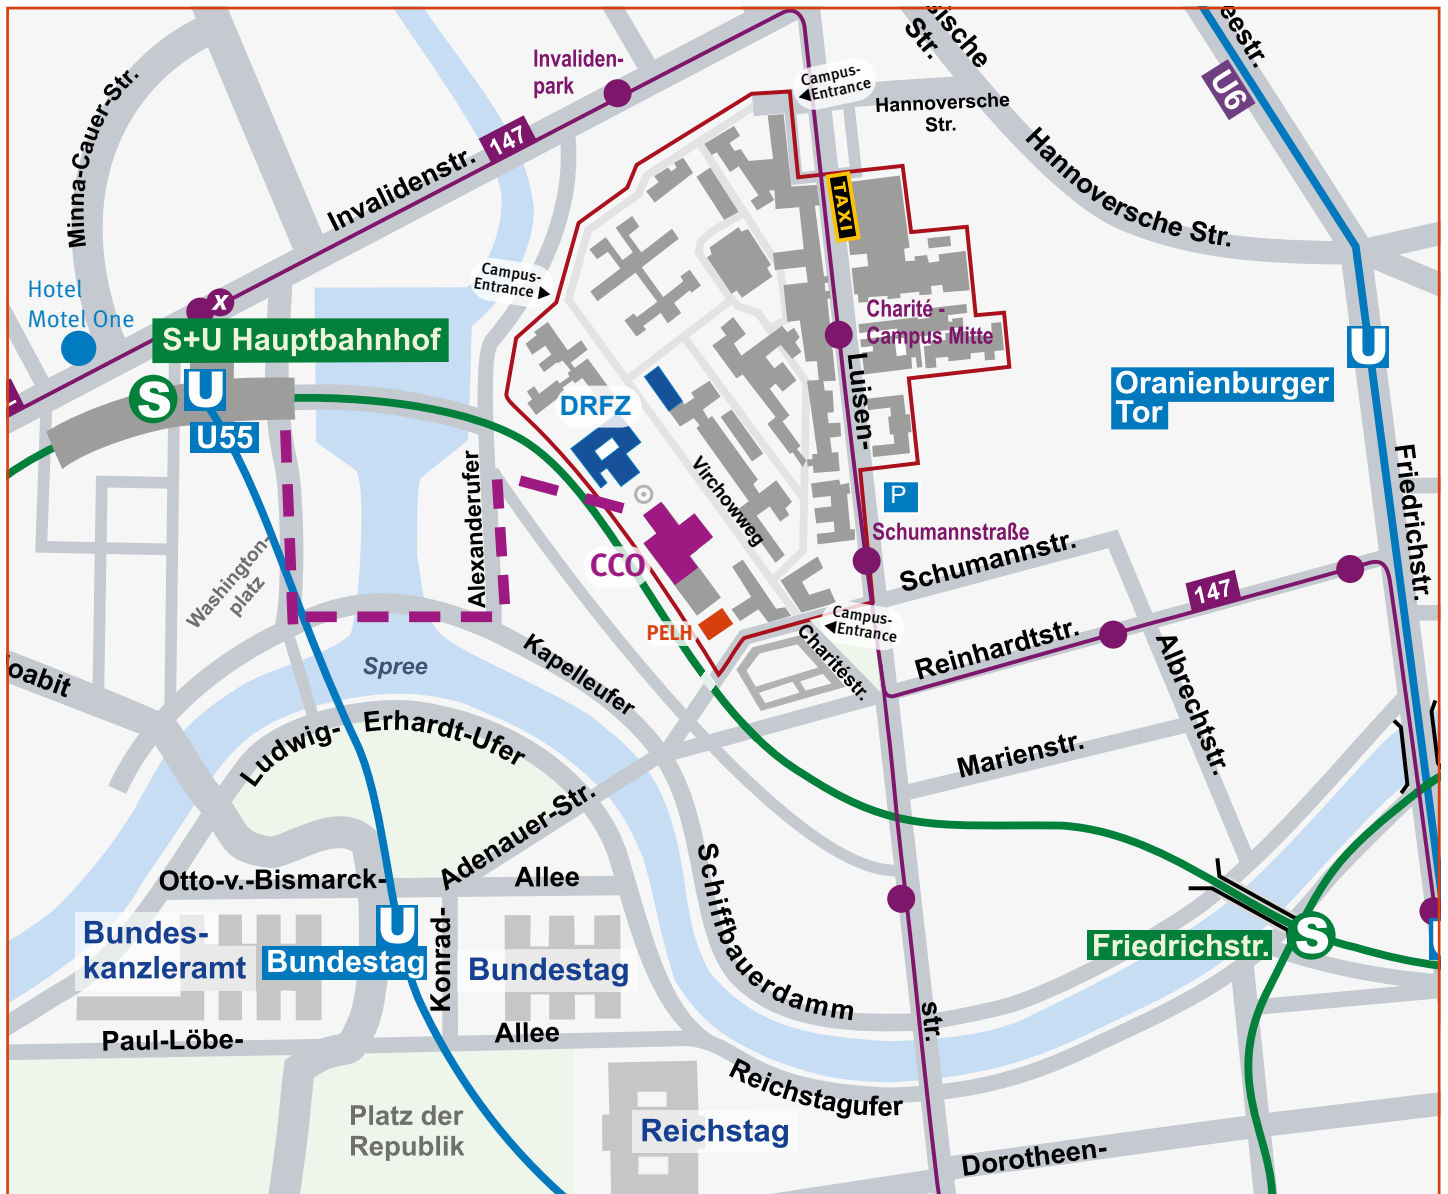 sische
Str.
eestr.
U6
Invaliden-
park
Campus-
Entrance
Hannoversche
Str.
Minna-Cauer-Str.
147
Invalidenstr.
TAXI
Hannoversche Str.
Campus-
Entrance
Hotel
Motel One
x
S+U Hauptbahnhof
Charité -
Campus Mitte
U
S
U
U55
DRFZ
Luisen-
Oranienburger
Tor
Friedrichstr.
Alexanderufer
Virchowweg
P
Schumannstraße
Schumannstr.
Washington-
platz
CCO
147
PELH
Campus-
Entrance
Charitéstr.
Reinhardtstr.
Albrechtstr.
oabit
Spree
Kapelleufer
Ludwig-
Erhardt-Ufer
Marienstr.
Adenauer-Str.
Otto-v.-Bismarck-
Allee
Schiffbauerdamm
Bundes-
kanzleramt
U
Bundestag
Konrad-
Bundestag
Friedrichstr.
S
Paul-Löbe-
Allee
str.
Reichstagufer
Platz der
Republik
Reichstag
Dorotheen-